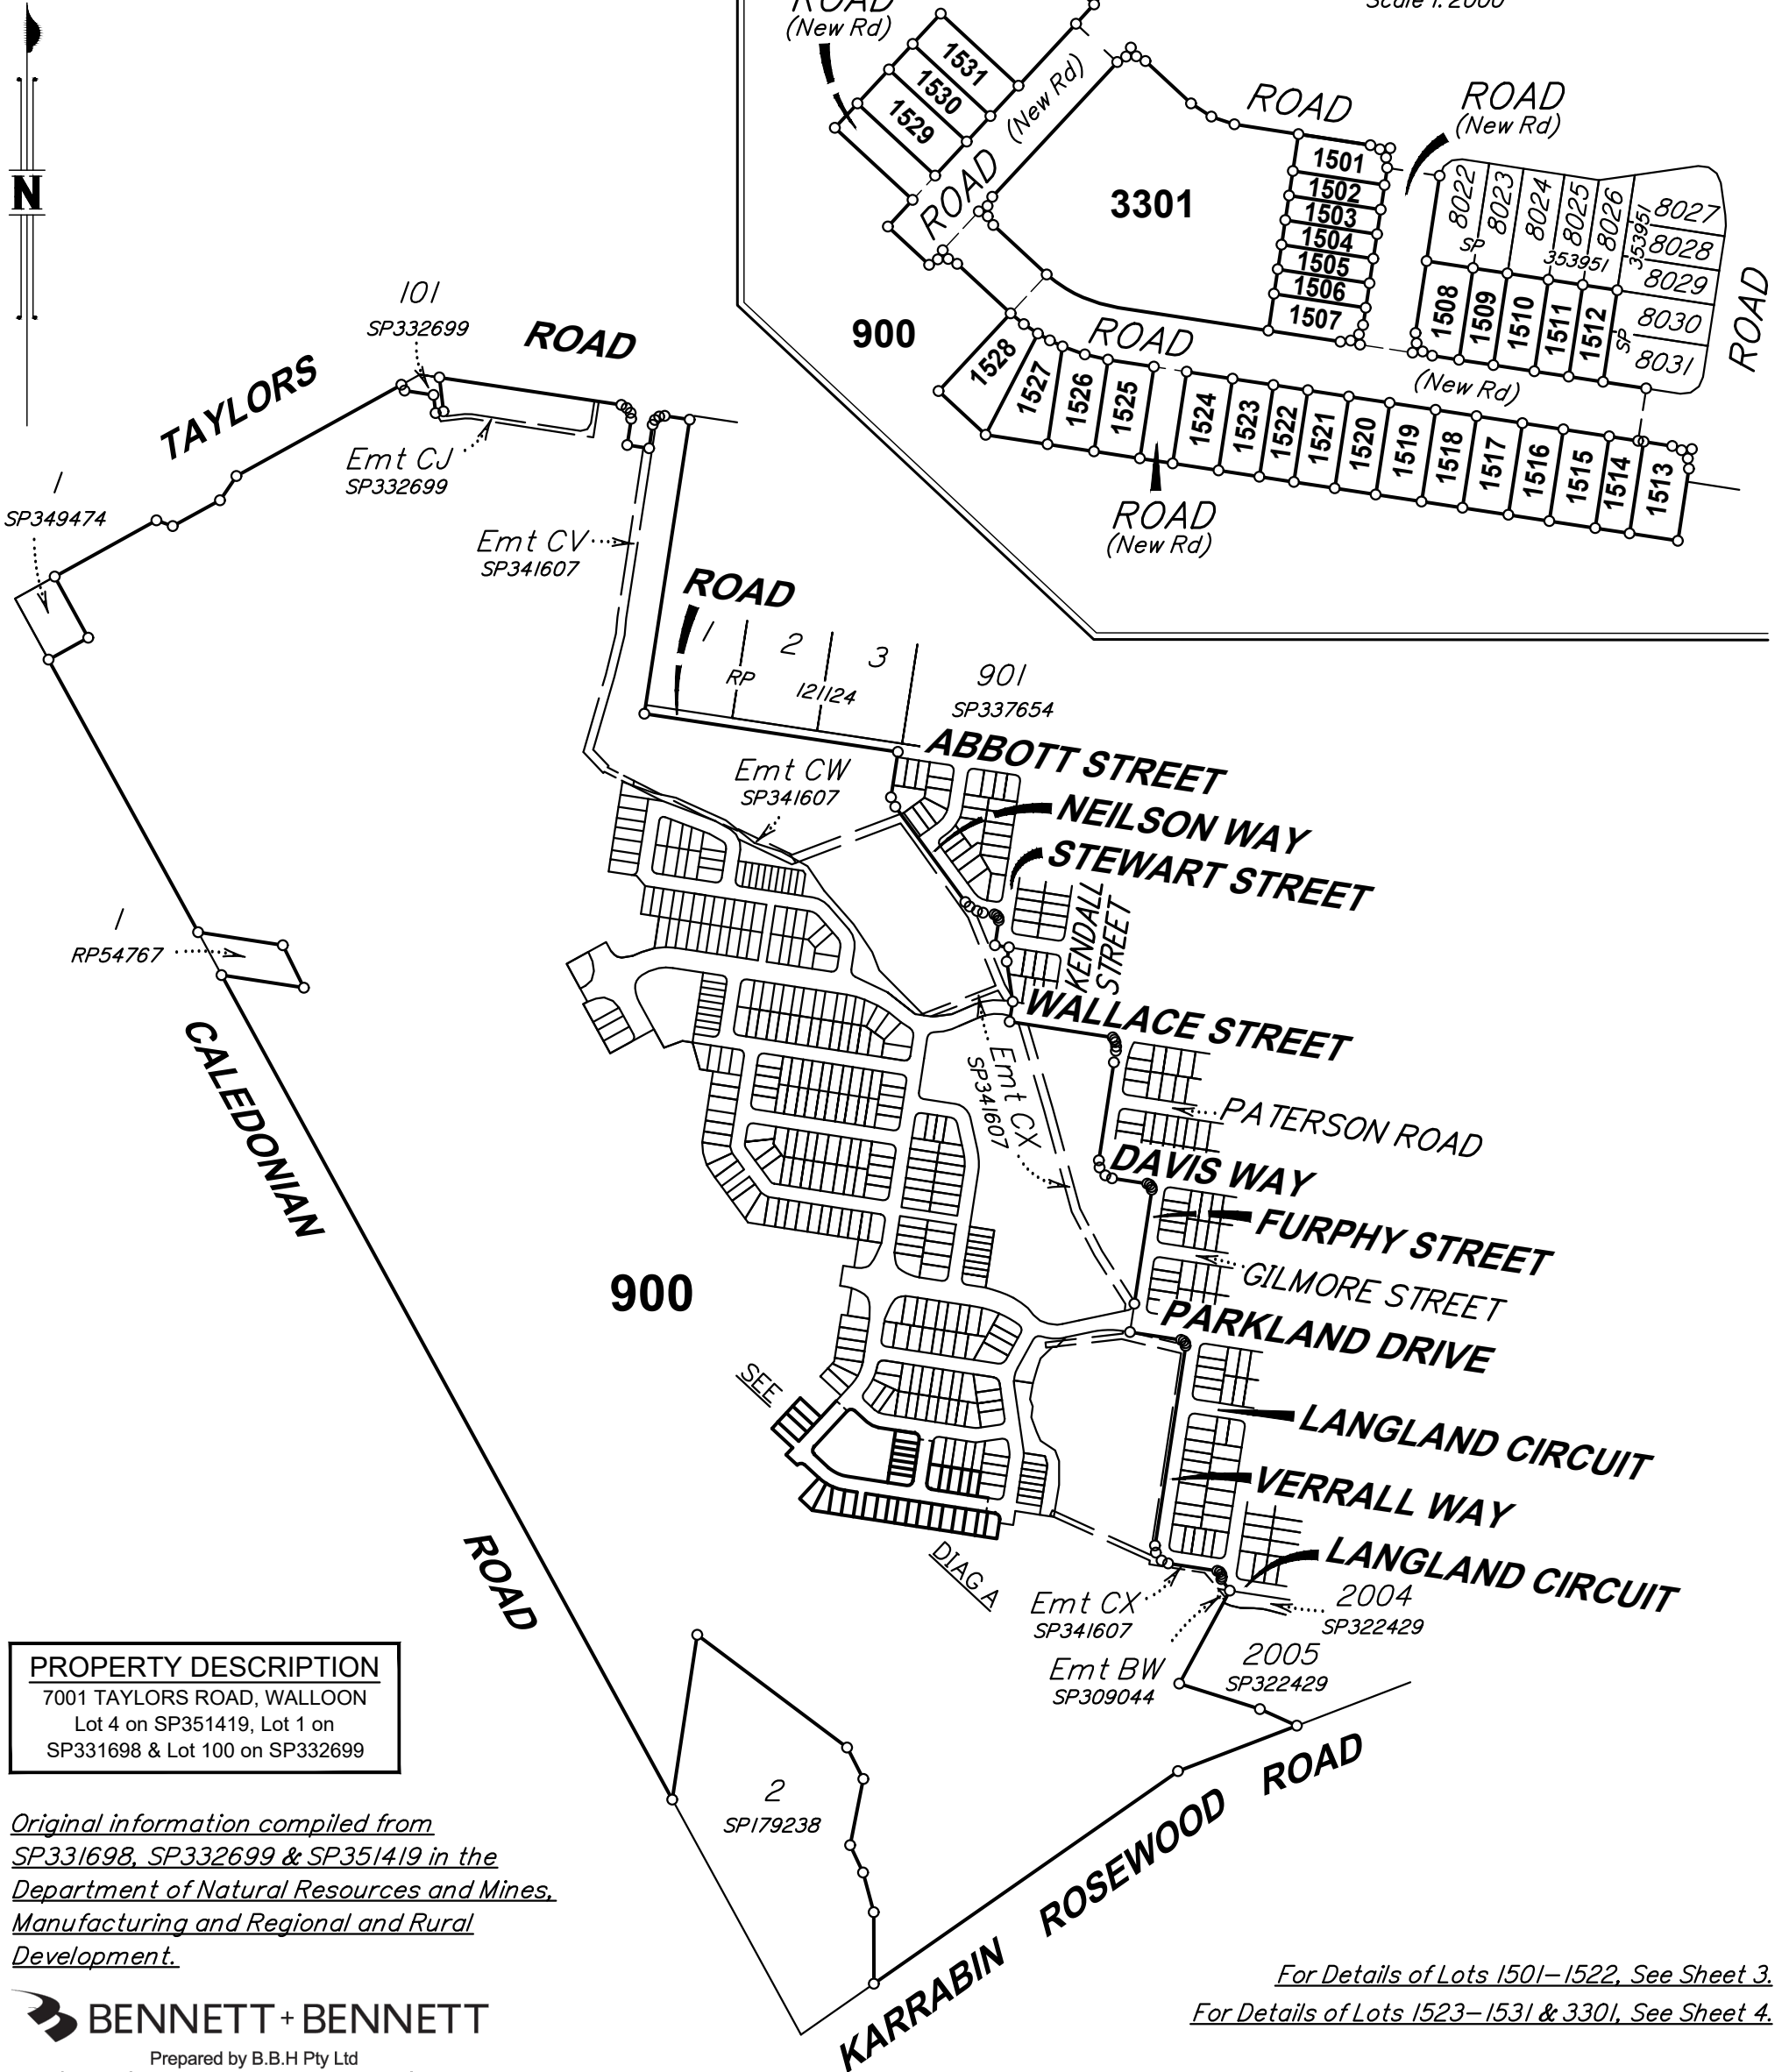 ROAD
(New Rd)
Scale 1: 2000
1531
1530
1529
(New Rd)
ROAD
ROAD
ROAD
(New Rd)
3301
1501
1502
1503
1504
1505
1506
1507
8022
8023
8024
8025
8026
8027
8028
8029
8030
8031
SP
353951
SP
353951
ROAD
1508
1509
1510
1511
1512
900
ROAD
(New Rd)
1528
1527
1526
1525
1524
1523
1522
1521
1520
1519
1518
1517
1516
1515
1514
1513
ROAD
(New Rd)
N
101
SP332699
TAYLORS
ROAD
Emt CJ
SP332699
1
SP349474
Emt CV
SP341607
ROAD
1
2
3
RP
121124
901
SP337654
ABBOTT STREET
Emt CW
SP341607
NEILSON WAY
STEWART STREET
KENDALL
STREET
1
RP54767
WALLACE STREET
CALEDONIAN
ROAD
Emt CX
SP341607
PATERSON ROAD
DAVIS WAY
FURPHY STREET
GILMORE STREET
900
PARKLAND DRIVE
SEE
DIAG A
LANGLAND CIRCUIT
VERRALL WAY
LANGLAND CIRCUIT
Emt CX
SP341607
2004
SP322429
Emt BW
SP309044
2005
SP322429
2
SP179238
KARRABIN ROSEWOOD ROAD
PROPERTY DESCRIPTION
7001 TAYLORS ROAD, WALLOON
Lot 4 on SP351419, Lot 1 on
SP331698 & Lot 100 on SP332699
Original information compiled from
SP331698, SP332699 & SP351419 in the
Department of Natural Resources and Mines,
Manufacturing and Regional and Rural
Development.
BENNETT + BENNETT
Prepared by B.B.H Pty Ltd
For Details of Lots 1501-1522, See Sheet 3.
For Details of Lots 1523-1531 & 3301, See Sheet 4.